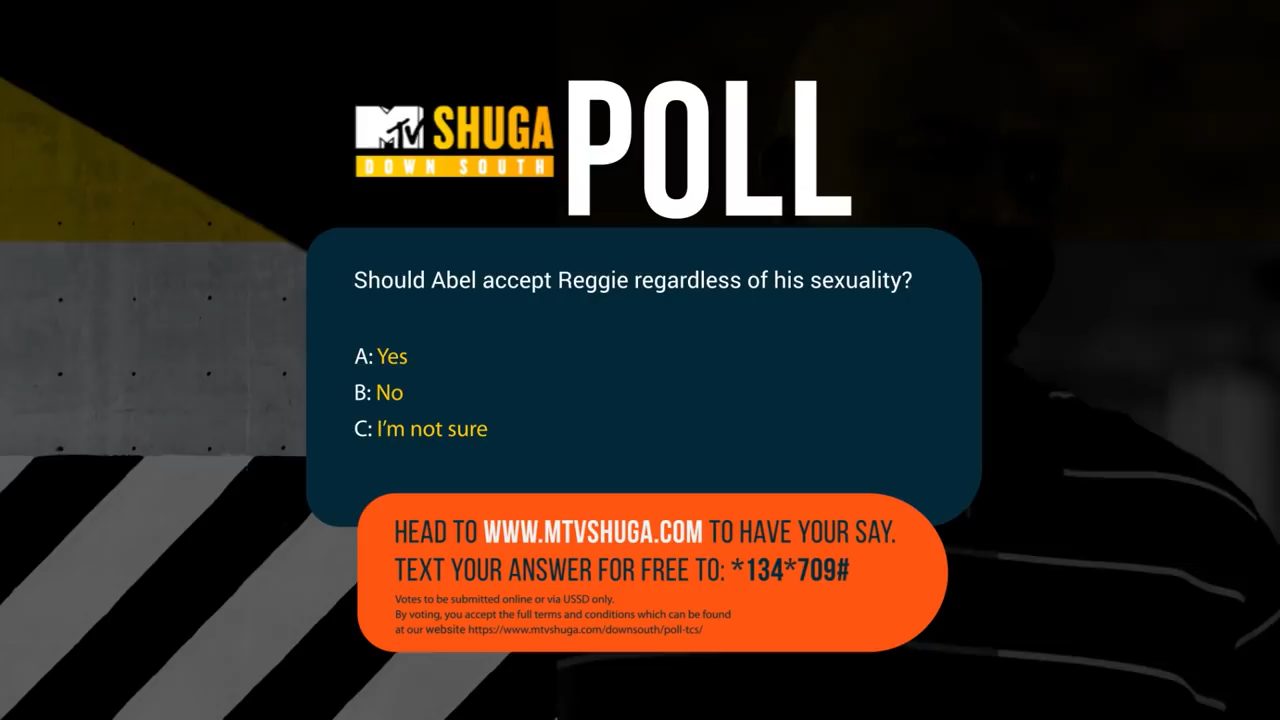 MTV SHUGA
DOWN SOUTH
POLL
Should Abel accept Reggie regardless of his sexuality?
A: Yes
B: No
C: I'm not sure
HEAD TO WWW.MTVSHUGA.COM TO HAVE YOUR SAY.
TEXT YOUR ANSWER FOR FREE TO: *134*709#
Votes to be submitted online or via USSD only.
By voting, you accept the full terms and conditions which can be found
at our website https://www.mtvshuga.com/downsouth/poll-tcs/